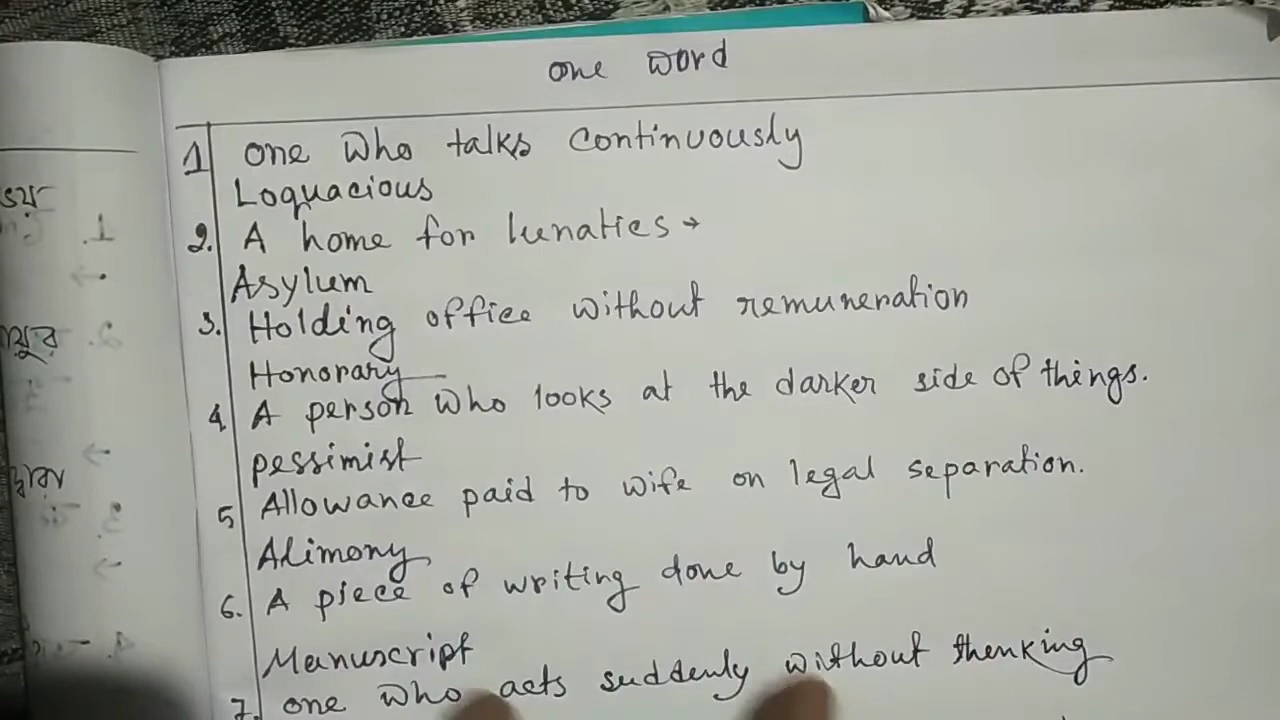 one word
1 one who talks continuously
Loquacious
2. A home for lunatics →
Asylum
3. Holding office without remuneration
Honorary
4 A person who looks at the darker side of things.
pessimist
5 Allowance paid to wife on legal separation.
Alimony
6. A piece of writing done by hand
Manuscript
7. one who acts suddenly without thenking